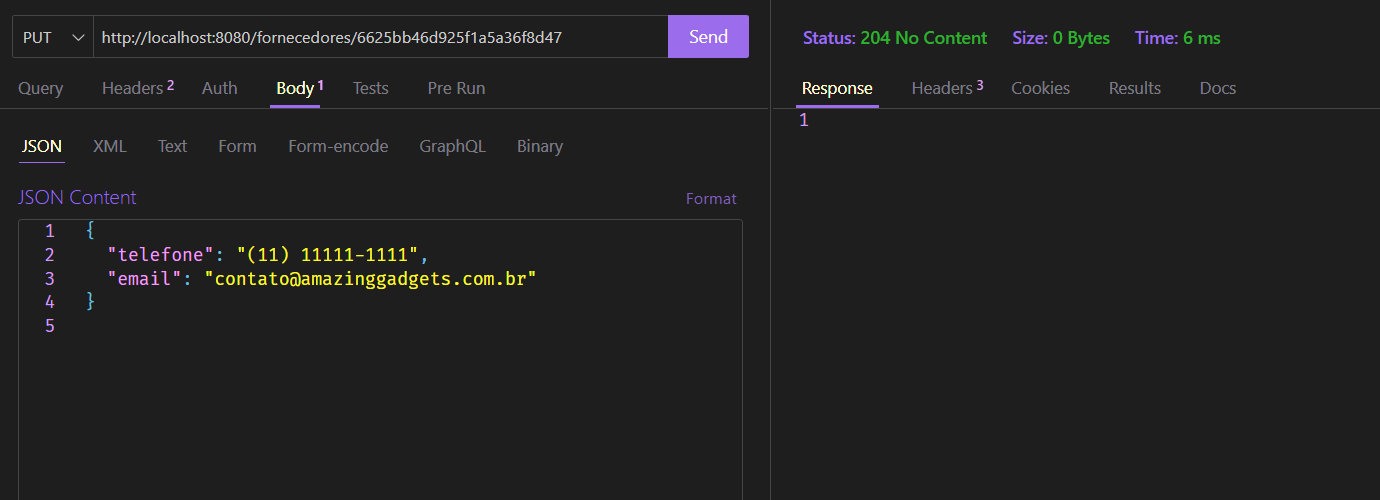 PUT http://localhost:8080/fornecedores/6625bb46d925f1a5a36f8d47 Send
Query Headers 2 Auth Body 1 Tests Pre Run
JSON XML Text Form Form-encode GraphQL Binary
JSON Content Format
1 {
2 "telefone": "(11) 11111-1111",
3 "email": "contato@amazinggadgets.com.br"
4 }
5
Status: 204 No Content Size: 0 Bytes Time: 6 ms
Response Headers 3 Cookies Results Docs
1